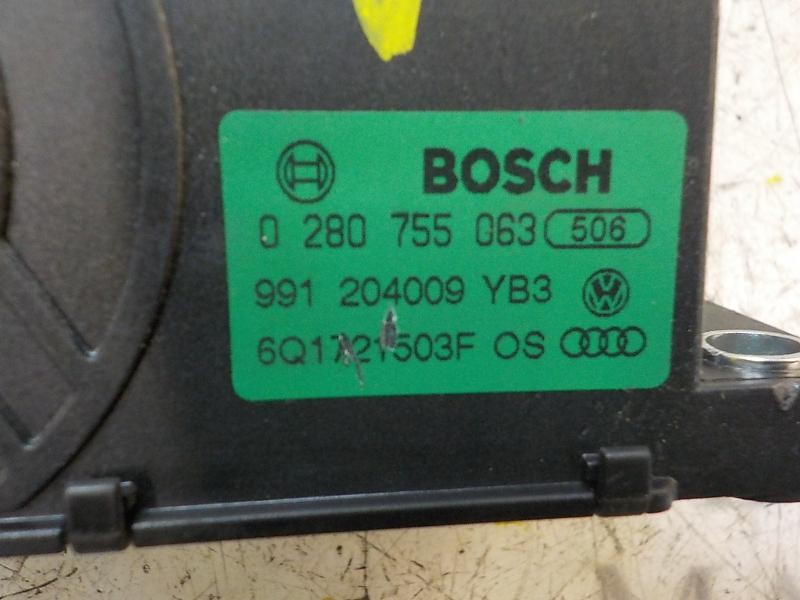 BOSCH
0 280 755 063 506
991 204009 YB3
6Q1721503F OS